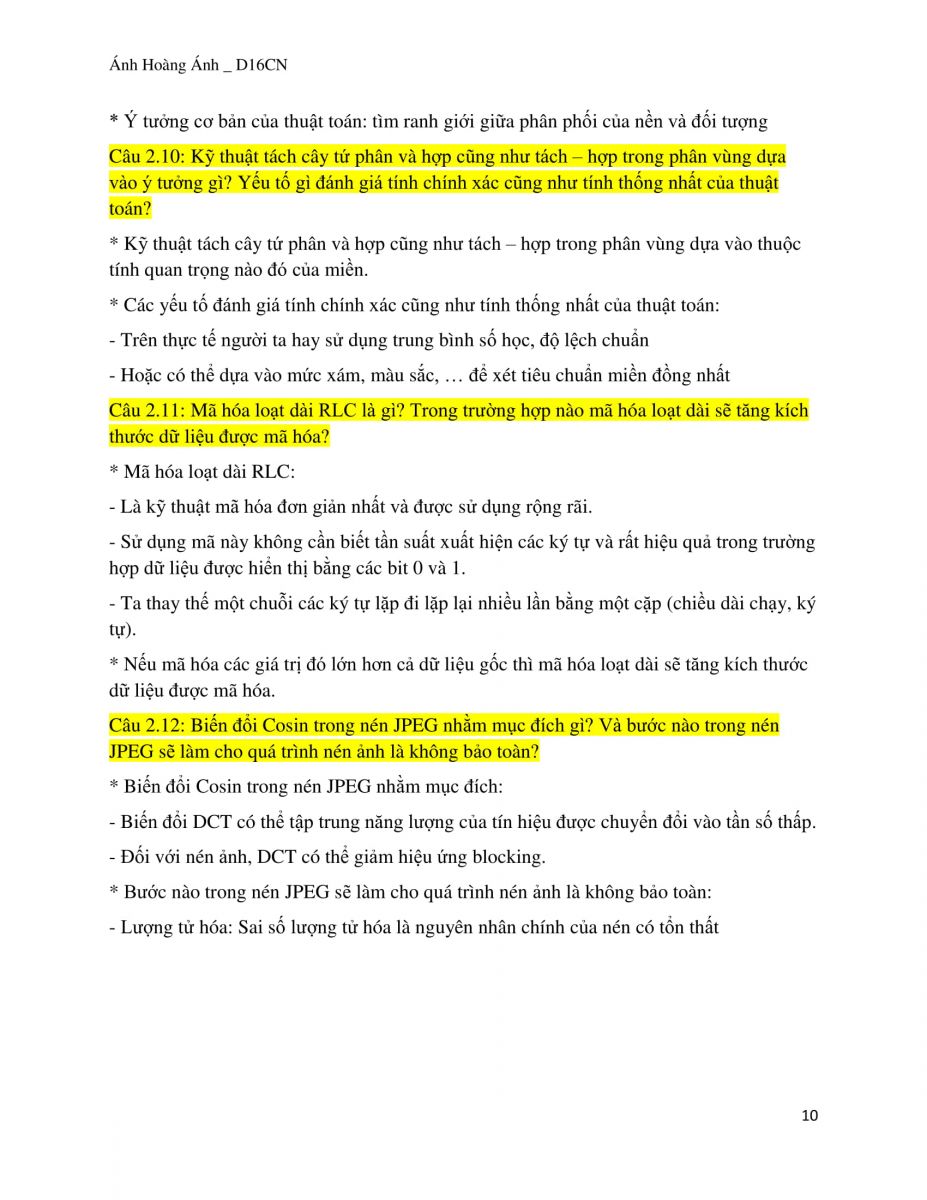 Ánh Hoàng Ánh _ D16CN
* Ý tưởng cơ bản của thuật toán: tìm ranh giới giữa phân phối của nền và đối tượng
Câu 2.10: Kỹ thuật tách cây tứ phân và hợp cũng như tách – hợp trong phân vùng dựa
vào ý tưởng gì? Yếu tố gì đánh giá tính chính xác cũng như tính thống nhất của thuật
toán?
* Kỹ thuật tách cây tứ phân và hợp cũng như tách – hợp trong phân vùng dựa vào thuộc
tính quan trọng nào đó của miền.
* Các yếu tố đánh giá tính chính xác cũng như tính thống nhất của thuật toán:
- Trên thực tế người ta hay sử dụng trung bình số học, độ lệch chuẩn
- Hoặc có thể dựa vào mức xám, màu sắc, … để xét tiêu chuẩn miền đồng nhất
Câu 2.11: Mã hóa loạt dài RLC là gì? Trong trường hợp nào mã hóa loạt dài sẽ tăng kích
thước dữ liệu được mã hóa?
* Mã hóa loạt dài RLC:
- Là kỹ thuật mã hóa đơn giản nhất và được sử dụng rộng rãi.
- Sử dụng mã này không cần biết tần suất xuất hiện các ký tự và rất hiệu quả trong trường
hợp dữ liệu được hiển thị bằng các bit 0 và 1.
- Ta thay thế một chuỗi các ký tự lặp đi lặp lại nhiều lần bằng một cặp (chiều dài chạy, ký
tự).
* Nếu mã hóa các giá trị đó lớn hơn cả dữ liệu gốc thì mã hóa loạt dài sẽ tăng kích thước
dữ liệu được mã hóa.
Câu 2.12: Biến đổi Cosin trong nén JPEG nhằm mục đích gì? Và bước nào trong nén
JPEG sẽ làm cho quá trình nén ảnh là không bảo toàn?
* Biến đổi Cosin trong nén JPEG nhằm mục đích:
- Biến đổi DCT có thể tập trung năng lượng của tín hiệu được chuyển đổi vào tần số thấp.
- Đối với nén ảnh, DCT có thể giảm hiệu ứng blocking.
* Bước nào trong nén JPEG sẽ làm cho quá trình nén ảnh là không bảo toàn:
- Lượng tử hóa: Sai số lượng tử hóa là nguyên nhân chính của nén có tổn thất
10